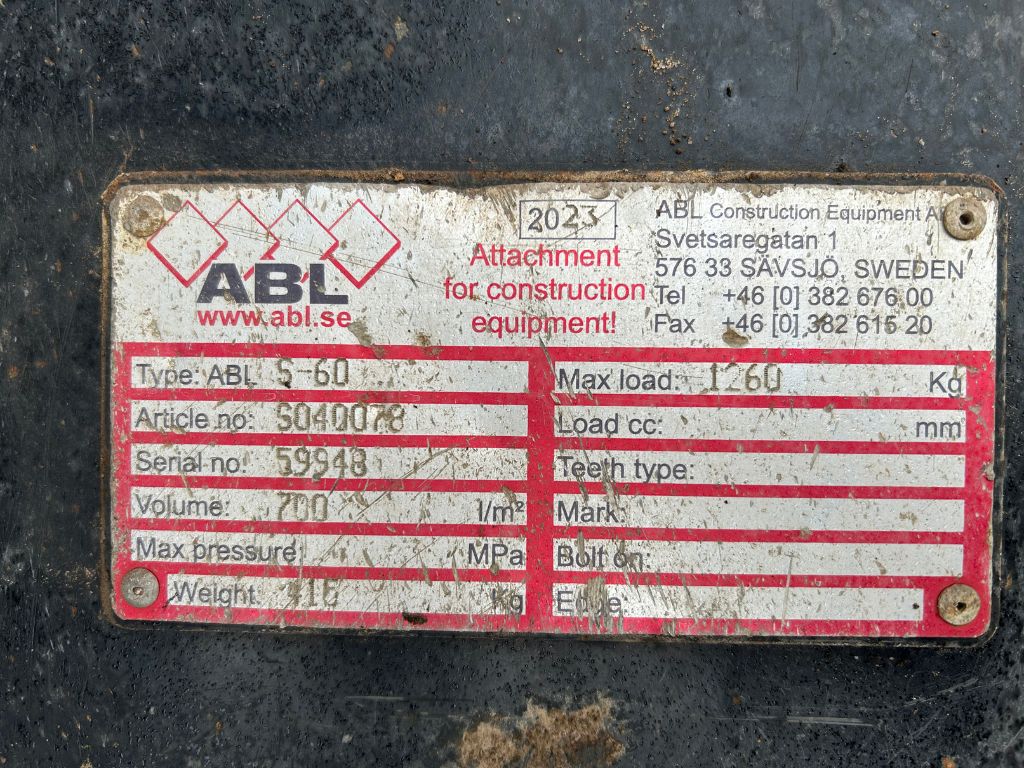 ABL
www.abl.se
2023
Attachment
for construction
equipment!
ABL Construction Equipment A
Svetsaregatan 1
576 33 SÄVSJÖ, SWEDEN
Tel +46 [0] 382 676 00
Fax +46 [0] 382 615 20
Type: ABL S-60
Article no: S040078
Serial no: 59948
Volume: 700 l/m²
Max pressure: MPa
Weight: 416 Kg
Max load: 1260 Kg
Load cc: mm
Teeth type:
Mark:
Bolt on:
Edge: